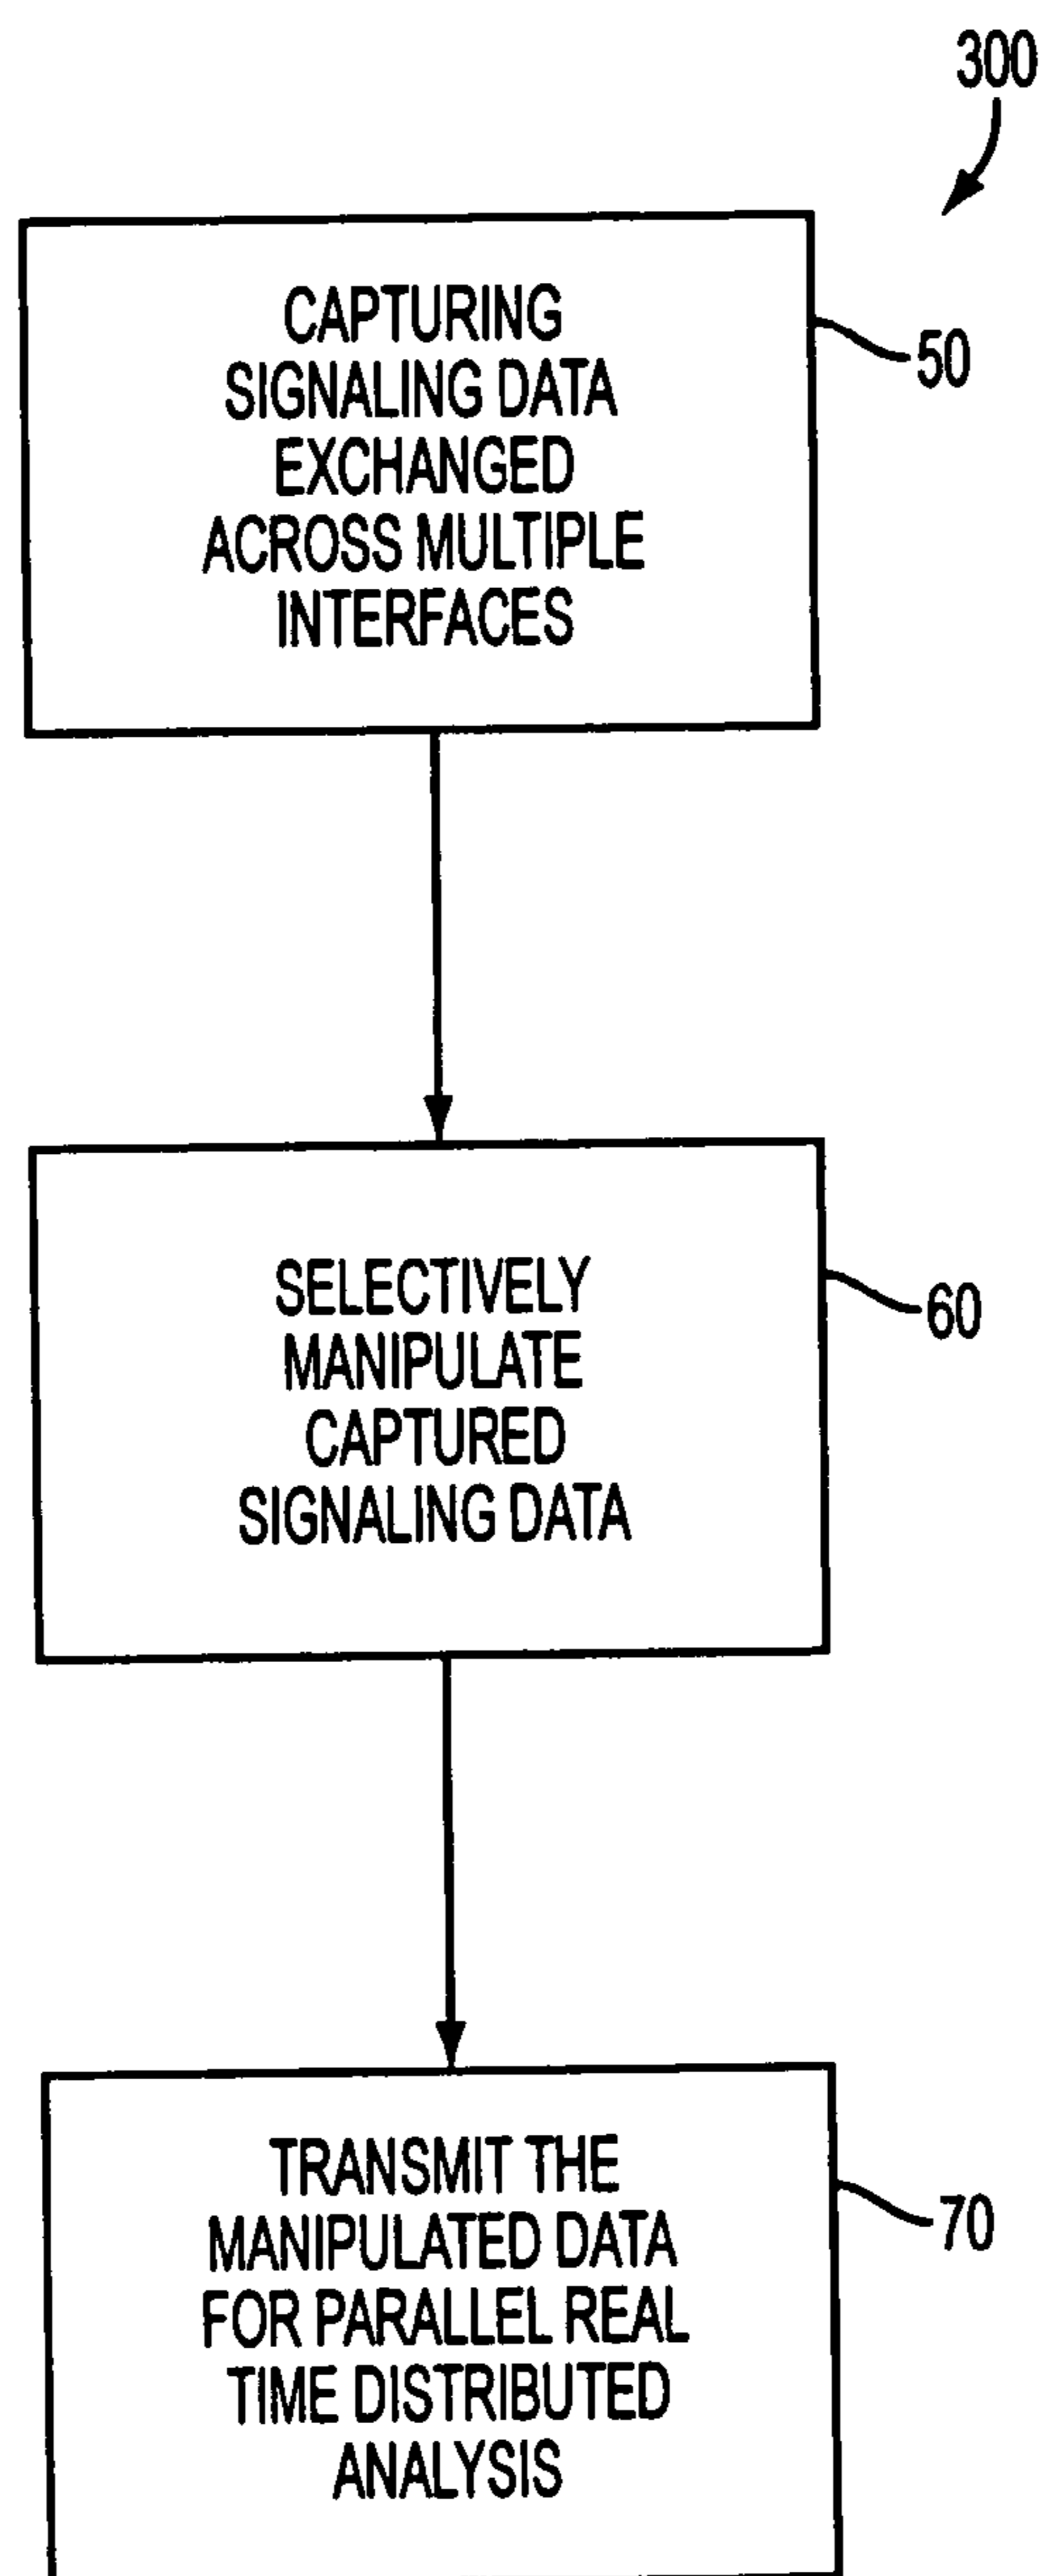 300
CAPTURING
SIGNALING DATA
EXCHANGED
ACROSS MULTIPLE
INTERFACES
50
SELECTIVELY
MANIPULATE
CAPTURED
SIGNALING DATA
60
TRANSMIT THE
MANIPULATED DATA
FOR PARALLEL REAL
TIME DISTRIBUTED
ANALYSIS
70